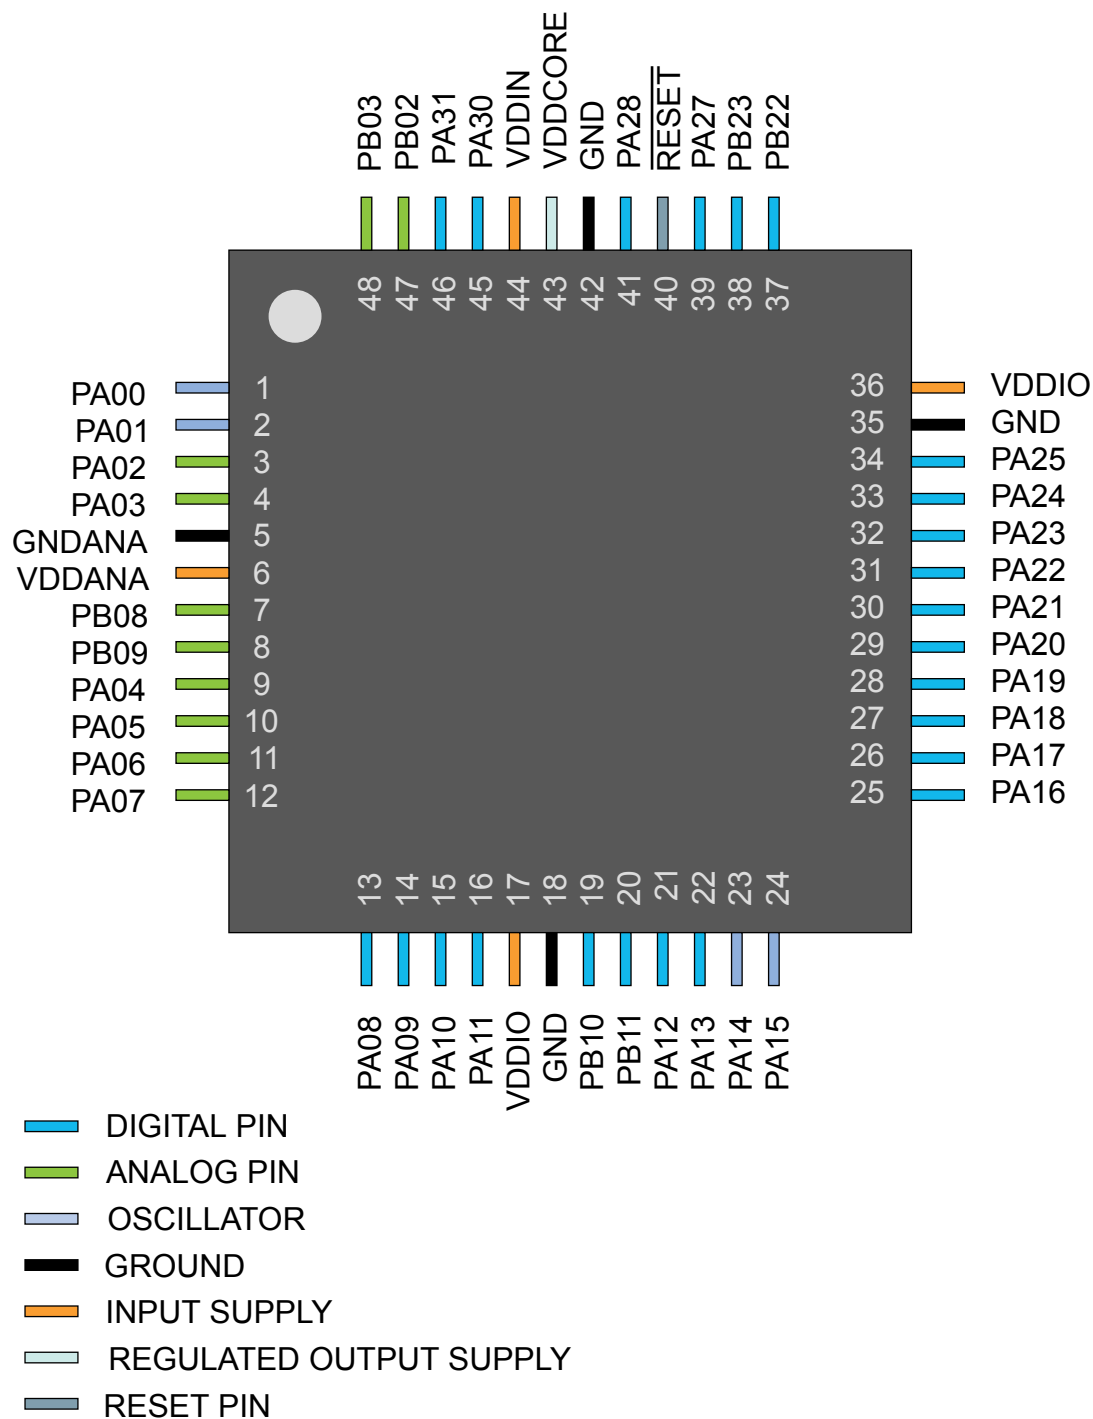 PB03
PB02
PA31
PA30
VDDIN
VDDCORE
GND
PA28
RESET
PA27
PB23
PB22
48
47
46
45
44
43
42
41
40
39
38
37
PA00 1
PA01 2
PA02 3
PA03 4
GNDANA 5
VDDANA 6
PB08 7
PB09 8
PA04 9
PA05 10
PA06 11
PA07 12
36 VDDIO
35 GND
34 PA25
33 PA24
32 PA23
31 PA22
30 PA21
29 PA20
28 PA19
27 PA18
26 PA17
25 PA16
13
14
15
16
17
18
19
20
21
22
23
24
PA08
PA09
PA10
PA11
VDDIO
GND
PB10
PB11
PA12
PA13
PA14
PA15
DIGITAL PIN
ANALOG PIN
OSCILLATOR
GROUND
INPUT SUPPLY
REGULATED OUTPUT SUPPLY
RESET PIN